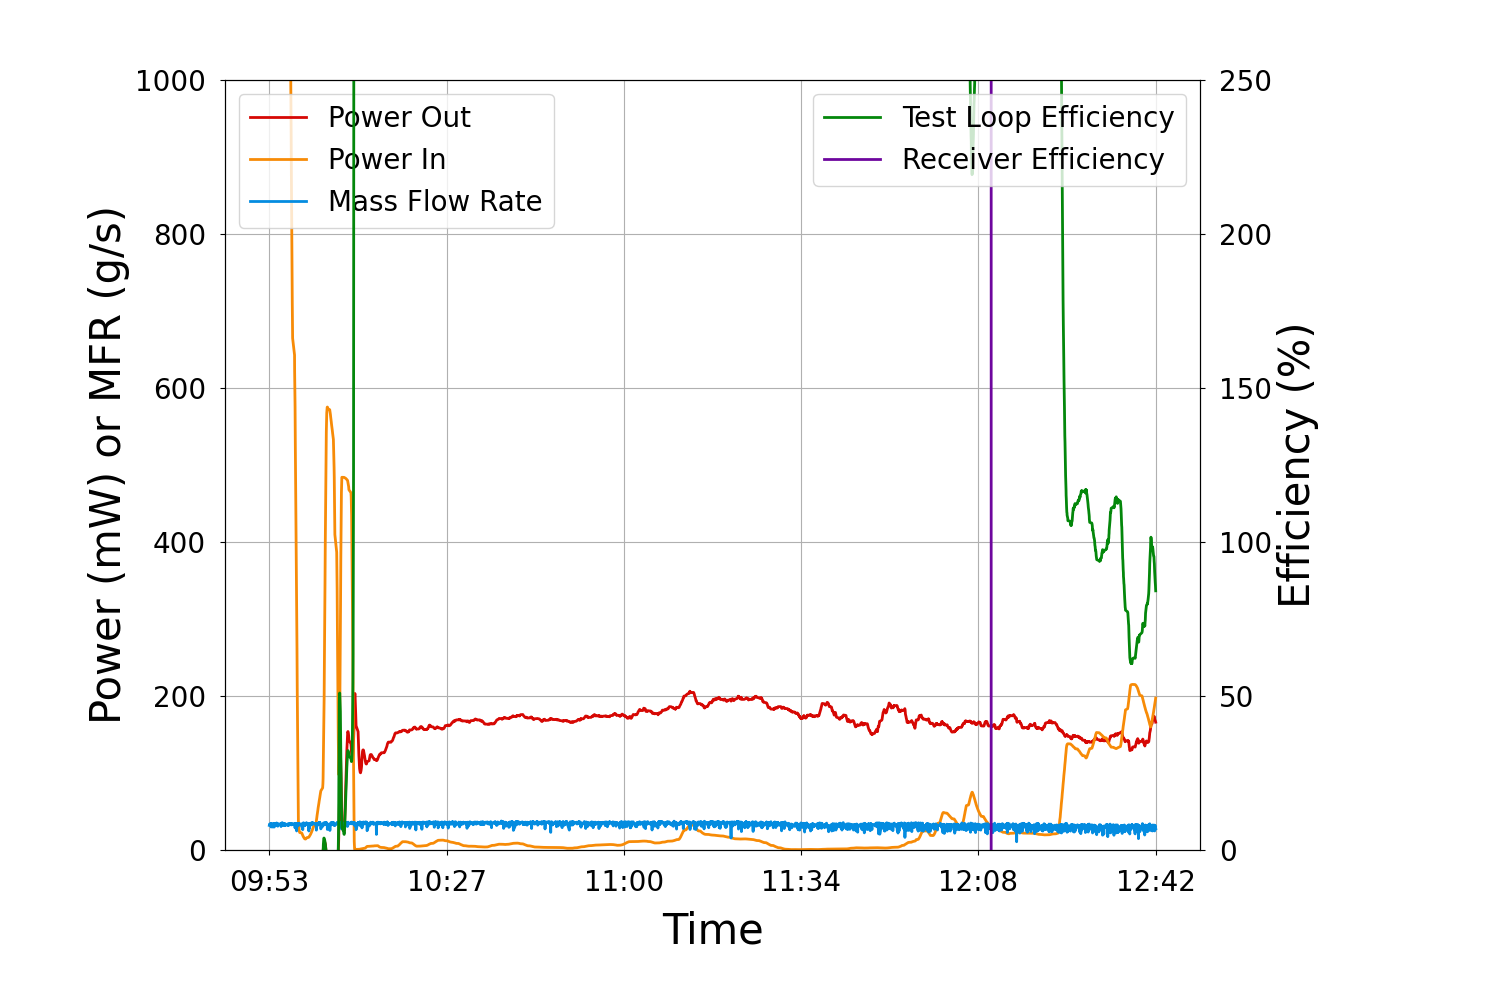 1000
800
600
400
200
0
Power (mW) or MFR (g/s)
Power Out
Power In
Mass Flow Rate
Test Loop Efficiency
Receiver Efficiency
250
200
150
100
50
0
Efficiency (%)
09:53 10:27 11:00 11:34 12:08 12:42
Time